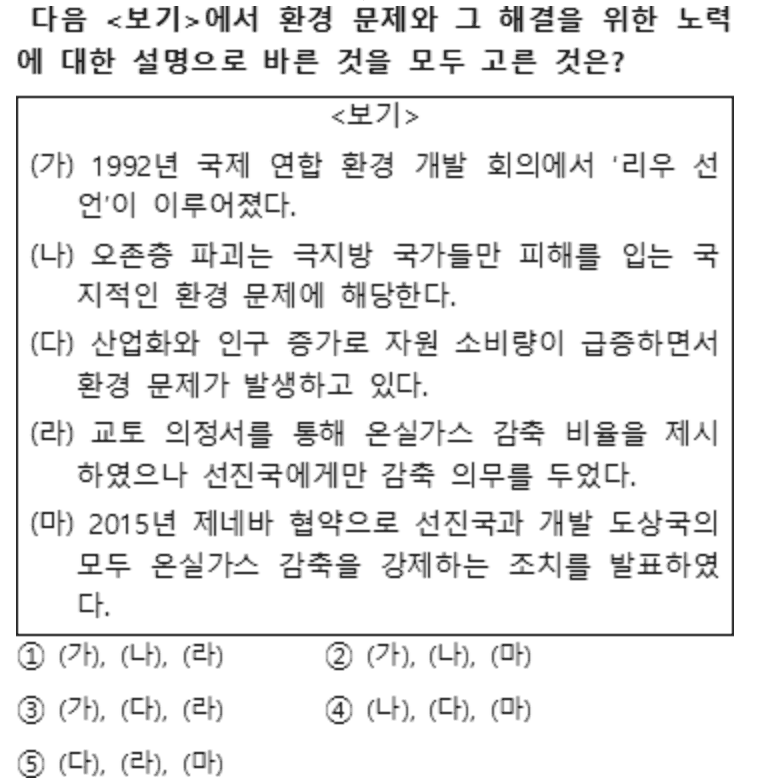 다음 <보기>에서 환경 문제와 그 해결을 위한 노력
에 대한 설명으로 바른 것을 모두 고른 것은?
<보기>
(가) 1992년 국제 연합 환경 개발 회의에서 '리우 선
언'이 이루어졌다.
(나) 오존층 파괴는 극지방 국가들만 피해를 입는 국
지적인 환경 문제에 해당한다.
(다) 산업화와 인구 증가로 자원 소비량이 급증하면서
환경 문제가 발생하고 있다.
(라) 교토 의정서를 통해 온실가스 감축 비율을 제시
하였으나 선진국에게만 감축 의무를 두었다.
(마) 2015년 제네바 협약으로 선진국과 개발 도상국의
모두 온실가스 감축을 강제하는 조치를 발표하였
다.
① (가), (나), (라) ② (가), (나), (마)
③ (가), (다), (라) ④ (나), (다), (마)
⑤ (다), (라), (마)